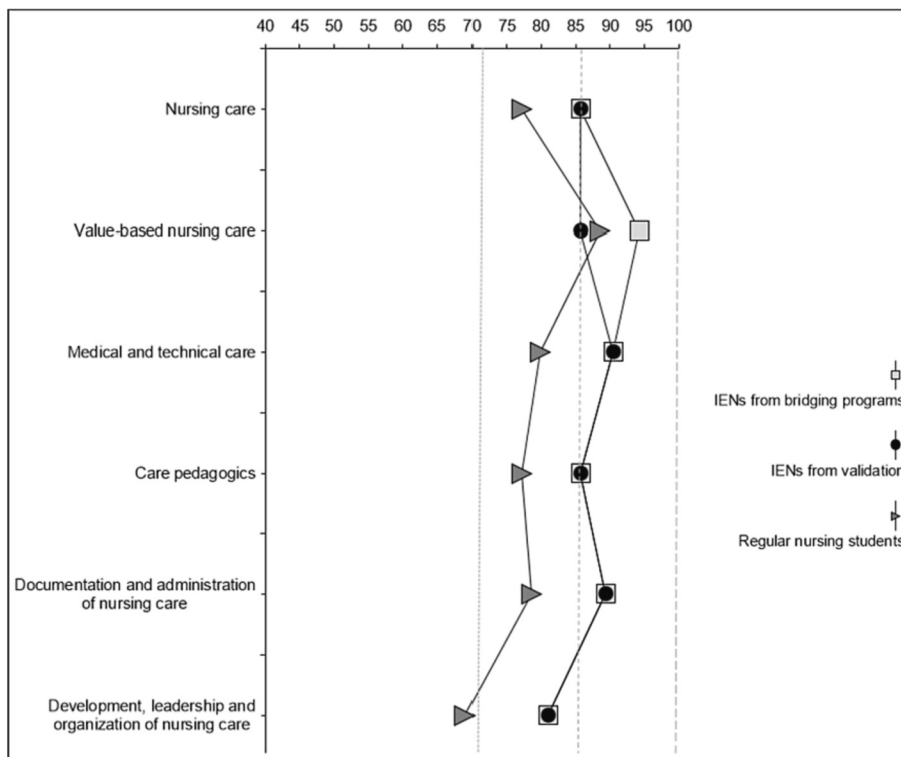 40 45 50 55 60 65 70 75 80 85 90 95 100
Nursing care
Value-based nursing care
Medical and technical care
Care pedagogics
Documentation and administration
of nursing care
Development, leadership and
organization of nursing care
IENs from bridging programs
IENs from validation
Regular nursing students